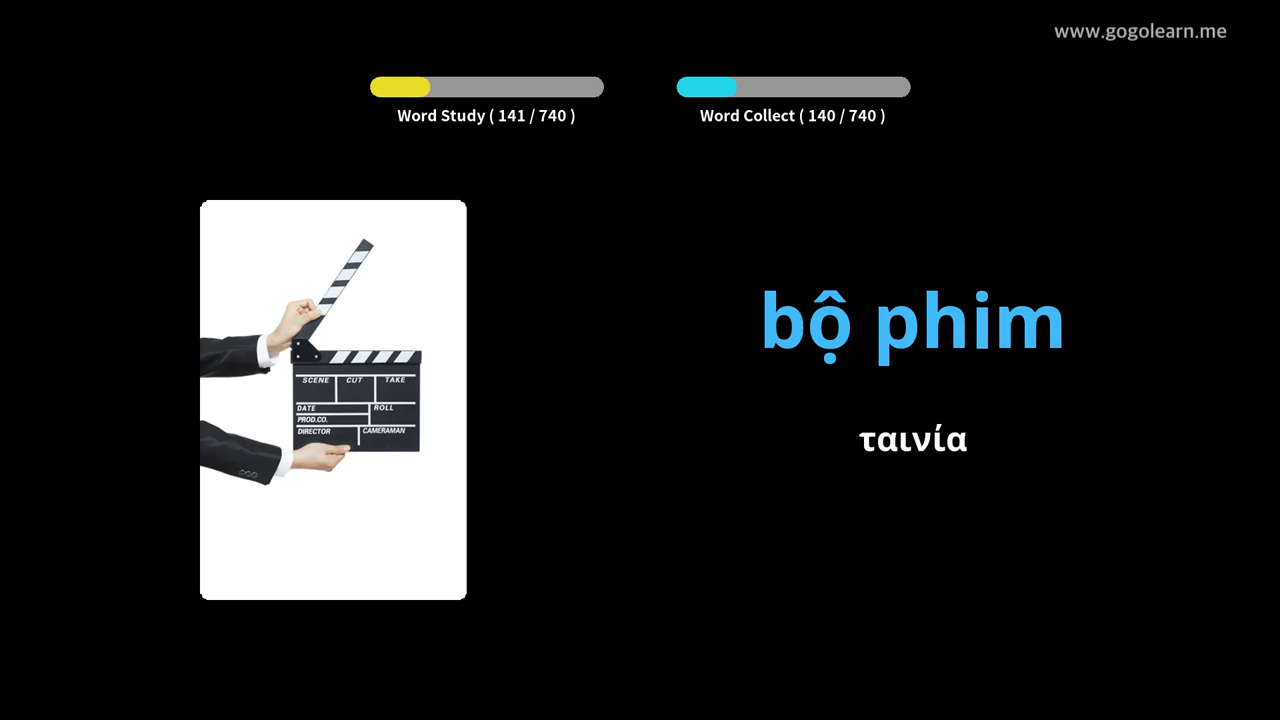 www.gogolearn.me
Word Study ( 141 / 740 )
Word Collect ( 140 / 740 )
bộ phim
ταινία
SCENE CUT TAKE
DATE ROLL
PROD.CO.
DIRECTOR CAMERAMAN